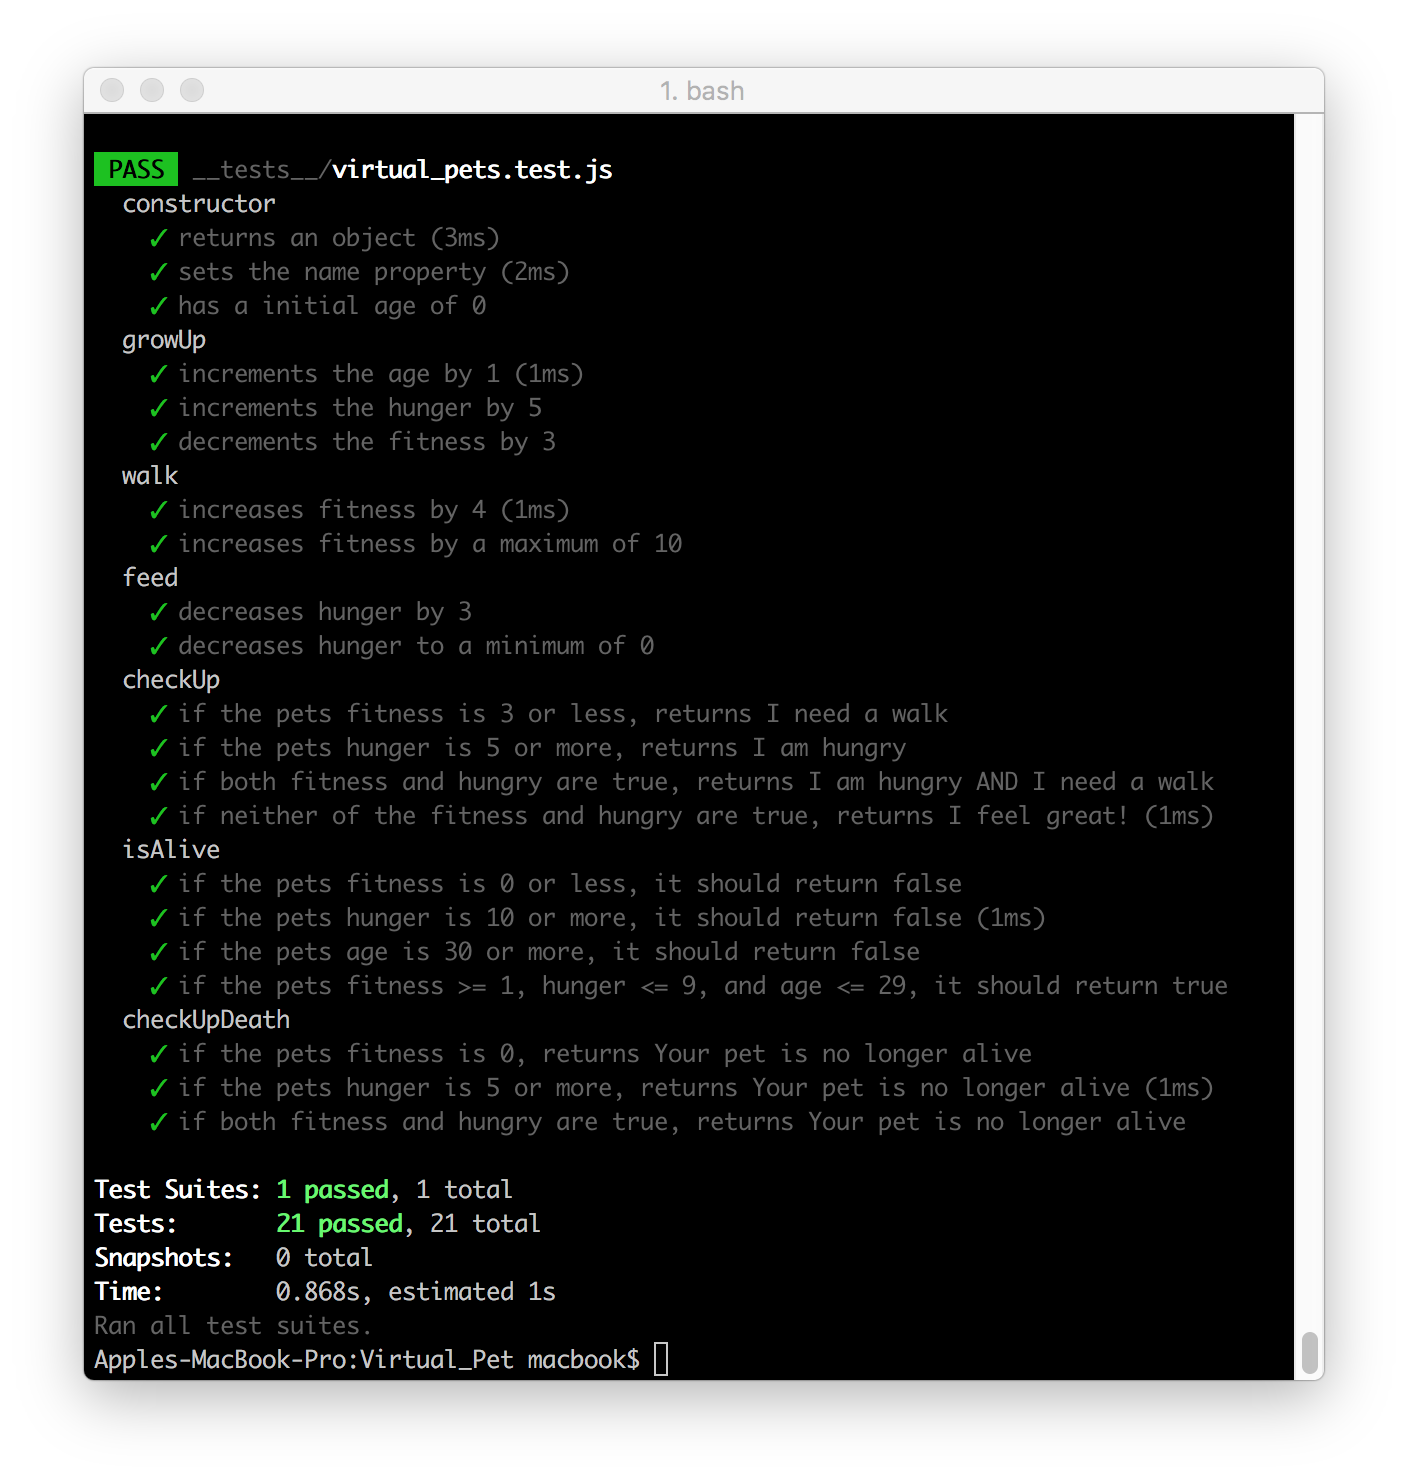 1. bash
PASS __tests__/virtual_pets.test.js
constructor
✓ returns an object (3ms)
✓ sets the name property (2ms)
✓ has a initial age of 0
growUp
✓ increments the age by 1 (1ms)
✓ increments the hunger by 5
✓ decrements the fitness by 3
walk
✓ increases fitness by 4 (1ms)
✓ increases fitness by a maximum of 10
feed
✓ decreases hunger by 3
✓ decreases hunger to a minimum of 0
checkUp
✓ if the pets fitness is 3 or less, returns I need a walk
✓ if the pets hunger is 5 or more, returns I am hungry
✓ if both fitness and hungry are true, returns I am hungry AND I need a walk
✓ if neither of the fitness and hungry are true, returns I feel great! (1ms)
isAlive
✓ if the pets fitness is 0 or less, it should return false
✓ if the pets hunger is 10 or more, it should return false (1ms)
✓ if the pets age is 30 or more, it should return false
✓ if the pets fitness >= 1, hunger <= 9, and age <= 29, it should return true
checkUpDeath
✓ if the pets fitness is 0, returns Your pet is no longer alive
✓ if the pets hunger is 5 or more, returns Your pet is no longer alive (1ms)
✓ if both fitness and hungry are true, returns Your pet is no longer alive
Test Suites: 1 passed, 1 total
Tests: 21 passed, 21 total
Snapshots: 0 total
Time: 0.868s, estimated 1s
Ran all test suites.
Apples-MacBook-Pro:Virtual_Pet macbook$